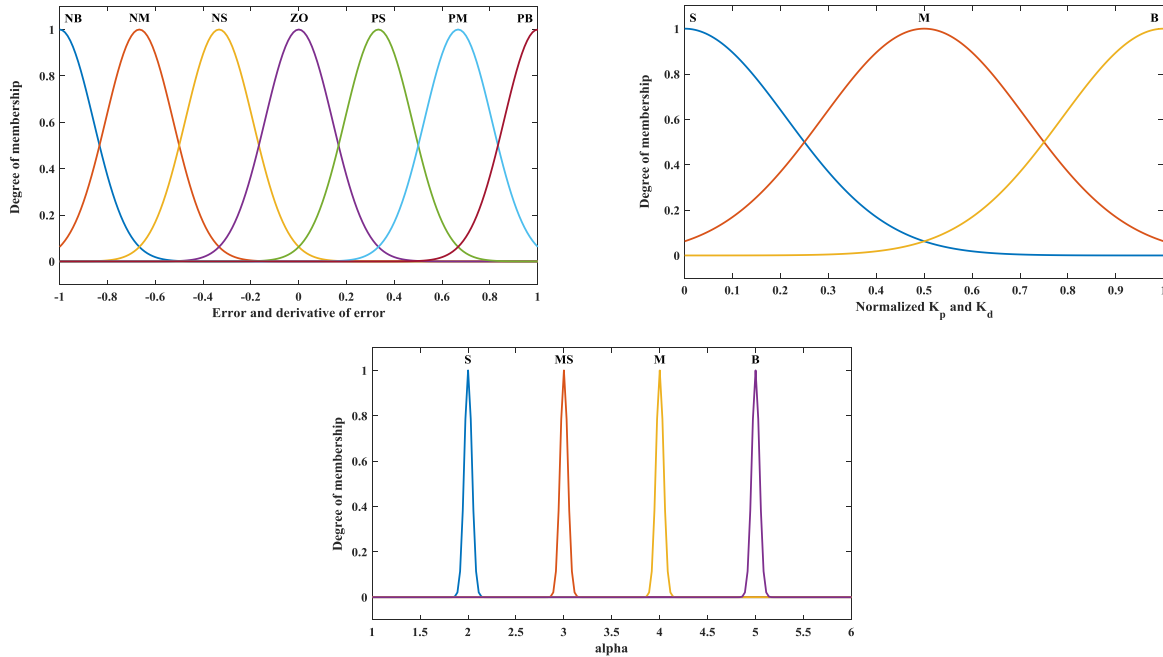 NB NM NS ZO PS PM PB
1
0.8
0.6
0.4
0.2
0
Degree of membership
-1 -0.8 -0.6 -0.4 -0.2 0 0.2 0.4 0.6 0.8 1
Error and derivative of error
S M B
1
0.8
0.6
0.4
0.2
0
Degree of membership
0 0.1 0.2 0.3 0.4 0.5 0.6 0.7 0.8 0.9 1
Normalized Kp and Kd
S MS M B
1
0.8
0.6
0.4
0.2
0
Degree of membership
1 1.5 2 2.5 3 3.5 4 4.5 5 5.5 6
alpha